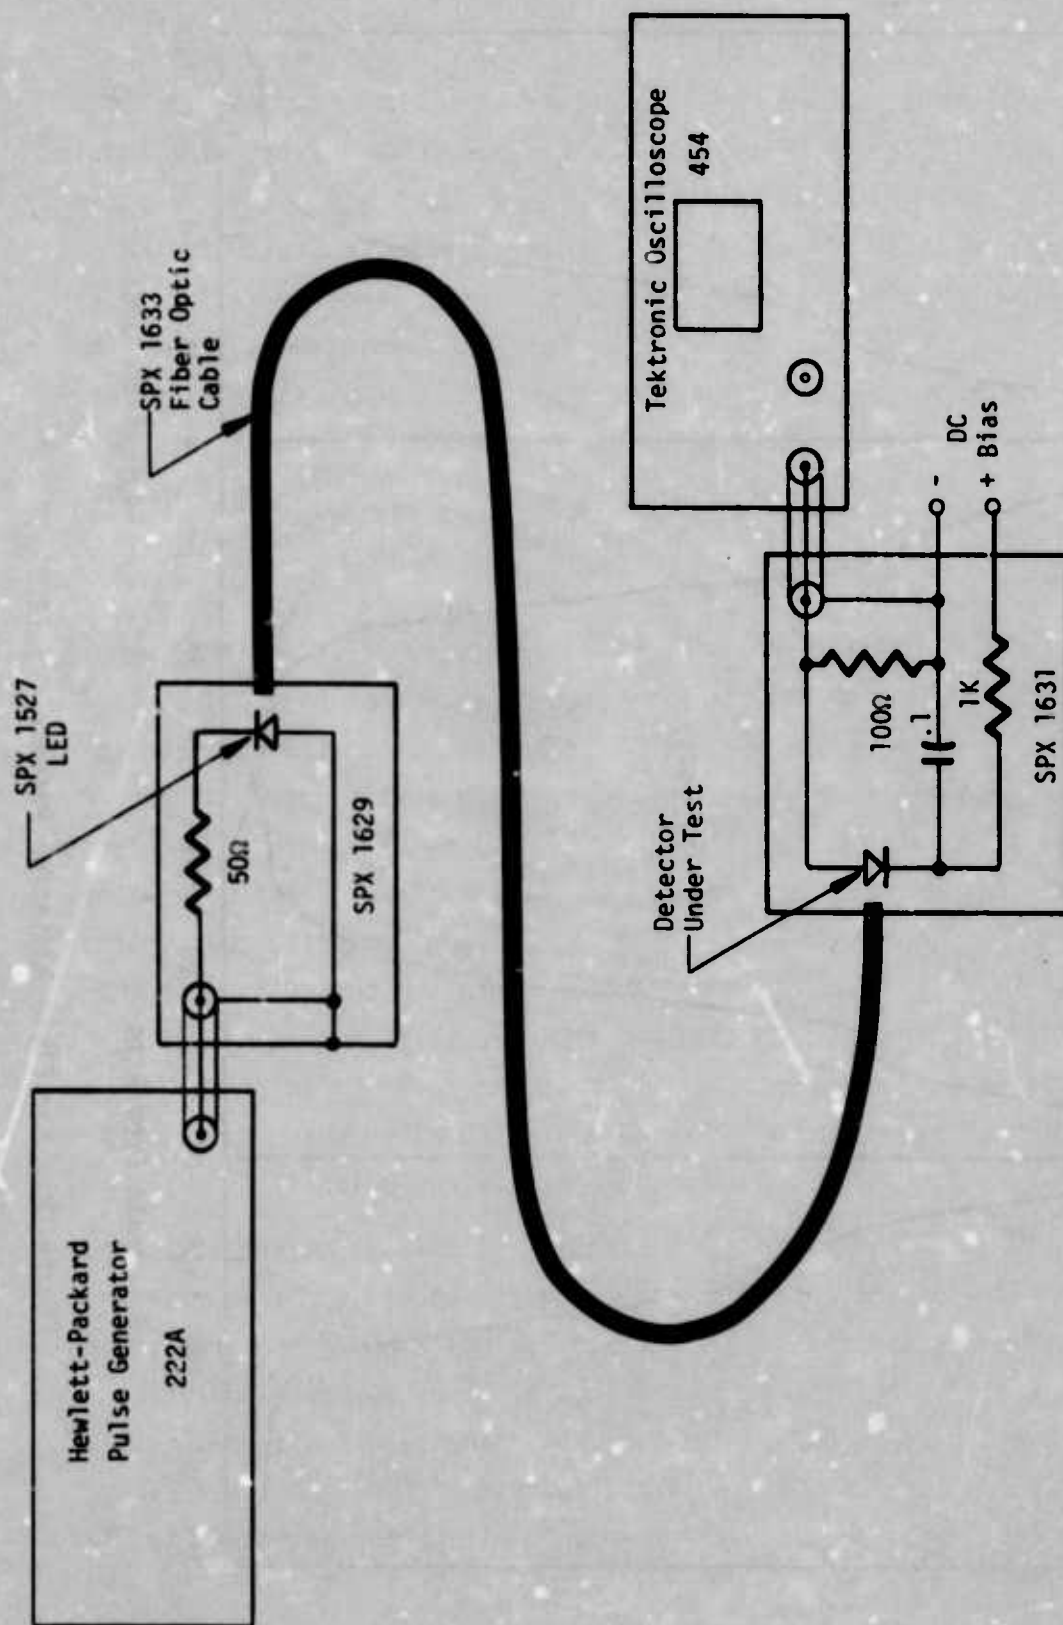 Hewlett-Packard
Pulse Generator
222A
50Ω
SPX 1629
SPX 1527
LED
SPX 1633
Fiber Optic
Cable
Detector
Under Test
100Ω
.1
1K
SPX 1631
-
DC
+ Bias
Tektronic Oscilloscope
454